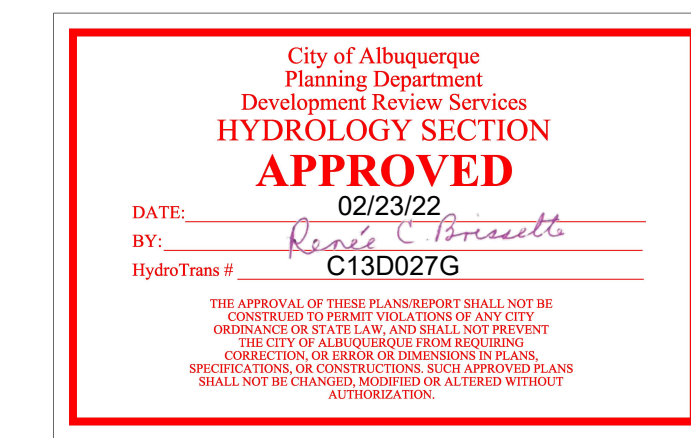 City of Albuquerque
Planning Department
Development Review Services
HYDROLOGY SECTION
APPROVED
DATE: 02/23/22
BY: Renée C. Brissette
HydroTrans # C13D027G
THE APPROVAL OF THESE PLANS/REPORT SHALL NOT BE
CONSTRUED TO PERMIT VIOLATIONS OF ANY CITY
ORDINANCE OR STATE LAW, AND SHALL NOT PREVENT
THE CITY OF ALBUQUERQUE FROM REQUIRING
CORRECTION, OR ERROR OR DIMENSIONS IN PLANS,
SPECIFICATIONS, OR CONSTRUCTIONS. SUCH APPROVED PLANS
SHALL NOT BE CHANGED, MODIFIED OR ALTERED WITHOUT
AUTHORIZATION.